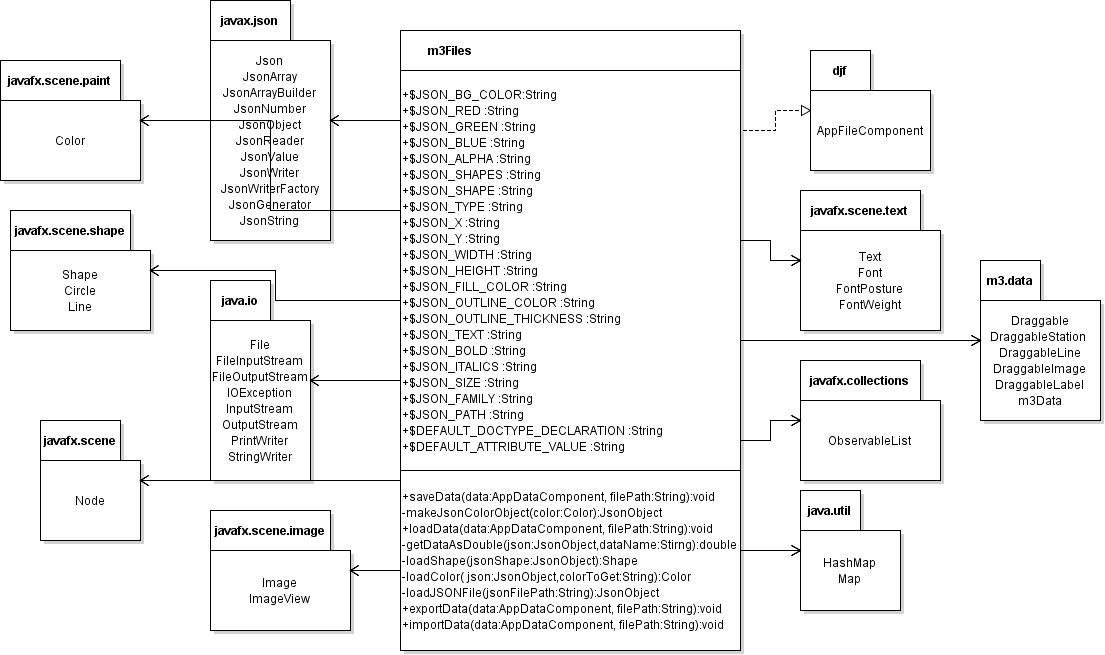 javax.json
Json
JsonArray
JsonArrayBuilder
JsonNumber
JsonObject
JsonReader
JsonValue
JsonWriter
JsonWriterFactory
JsonGenerator
JsonString
javafx.scene.paint
Color
javafx.scene.shape
Shape
Circle
Line
java.io
File
FileInputStream
FileOutputStream
IOException
InputStream
OutputStream
PrintWriter
StringWriter
javafx.scene
Node
javafx.scene.image
Image
ImageView
m3Files
+$JSON_BG_COLOR:String
+$JSON_RED :String
+$JSON_GREEN :String
+$JSON_BLUE :String
+$JSON_ALPHA :String
+$JSON_SHAPES :String
+$JSON_SHAPE :String
+$JSON_TYPE :String
+$JSON_X :String
+$JSON_Y :String
+$JSON_WIDTH :String
+$JSON_HEIGHT :String
+$JSON_FILL_COLOR :String
+$JSON_OUTLINE_COLOR :String
+$JSON_OUTLINE_THICKNESS :String
+$JSON_TEXT :String
+$JSON_BOLD :String
+$JSON_ITALICS :String
+$JSON_SIZE :String
+$JSON_FAMILY :String
+$JSON_PATH :String
+$DEFAULT_DOCTYPE_DECLARATION :String
+$DEFAULT_ATTRIBUTE_VALUE :String
+saveData(data:AppDataComponent, filePath:String):void
-makeJsonColorObject(color:Color):JsonObject
+loadData(data:AppDataComponent, filePath:String):void
-getDataAsDouble(json:JsonObject,dataName:Stirng):double
-loadShape(jsonShape:JsonObject):Shape
-loadColor( json:JsonObject,colorToGet:String):Color
-loadJSONFile(jsonFilePath:String):JsonObject
+exportData(data:AppDataComponent, filePath:String):void
+importData(data:AppDataComponent, filePath:String):void
djf
AppFileComponent
javafx.scene.text
Text
Font
FontPosture
FontWeight
m3.data
Draggable
DraggableStation
DraggableLine
DraggableImage
DraggableLabel
m3Data
javafx.collections
ObservableList
java.util
HashMap
Map